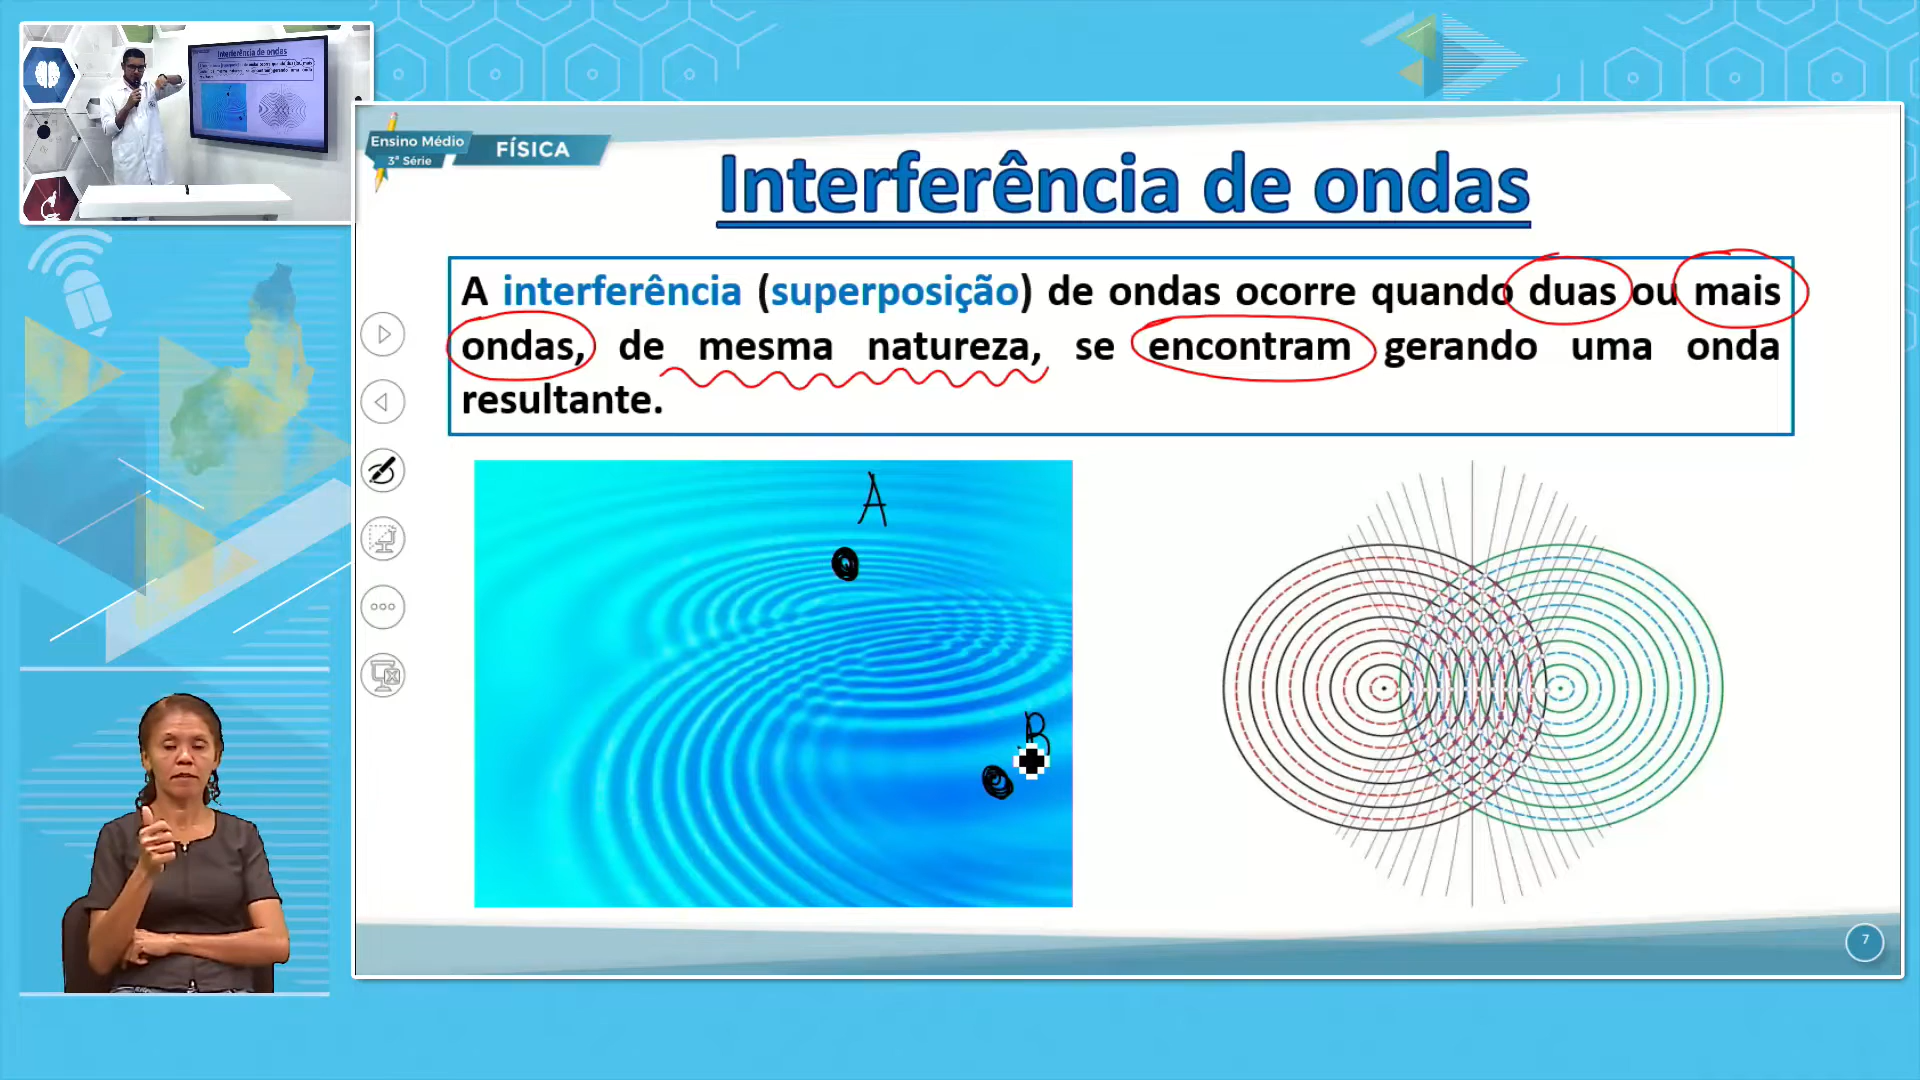 Ensino Médio
3ª Série
FÍSICA
Interferência de ondas
A interferência (superposição) de ondas ocorre quando duas ou mais
ondas, de mesma natureza, se encontram gerando uma onda
resultante.
A
B
7